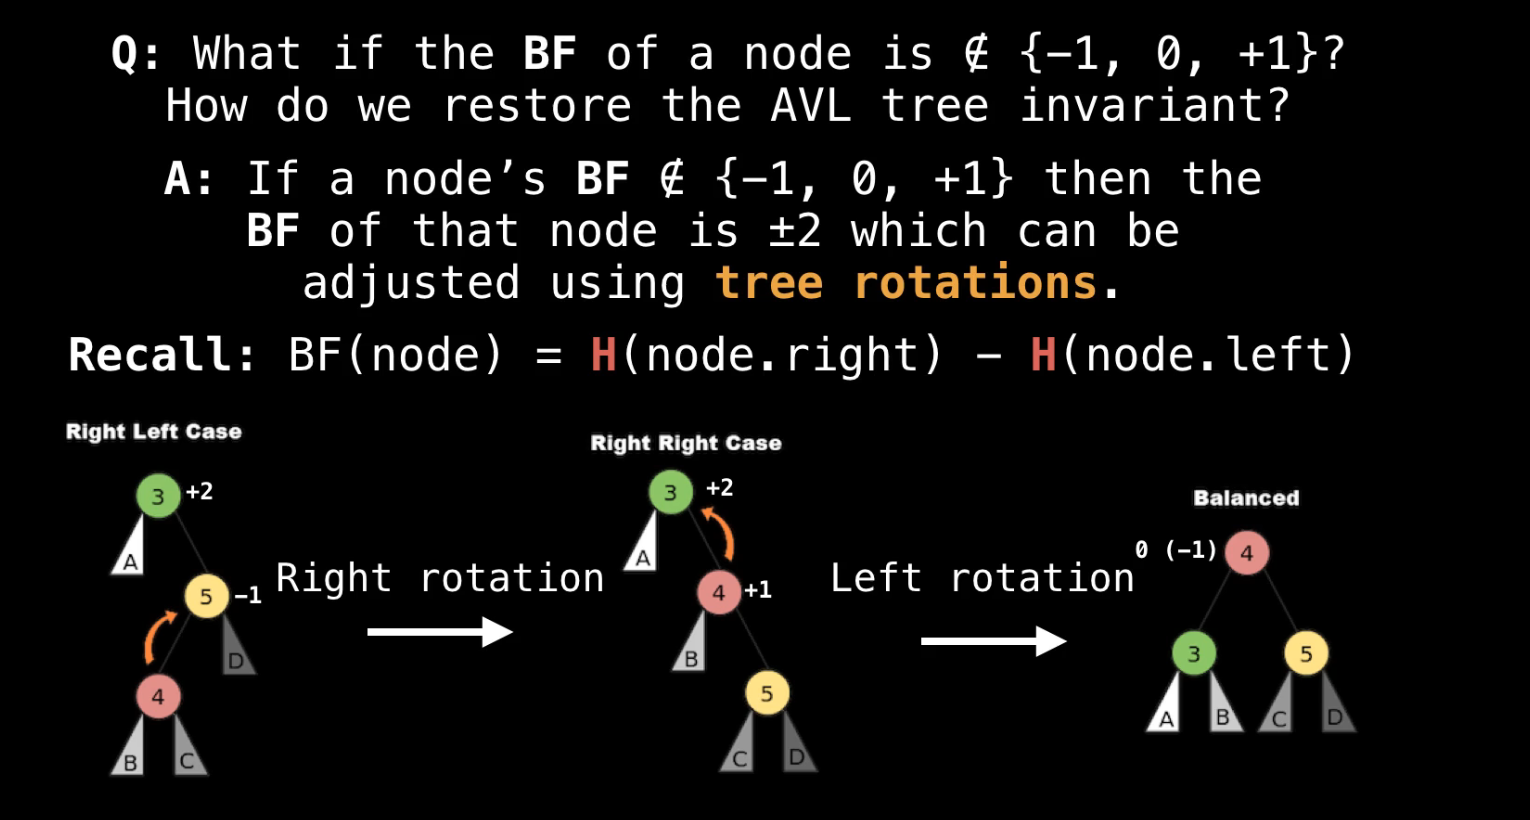 Q: What if the BF of a node is ∉ {−1, 0, +1}?
How do we restore the AVL tree invariant?
A: If a node’s BF ∉ {−1, 0, +1} then the
BF of that node is ±2 which can be
adjusted using tree rotations.
Recall: BF(node) = H(node.right) − H(node.left)
Right Left Case
3 +2
A
5 −1
D
4
B C
Right rotation
Right Right Case
3 +2
A
4 +1
B
5
C D
Left rotation
Balanced
0 (−1) 4
3 5
A B C D